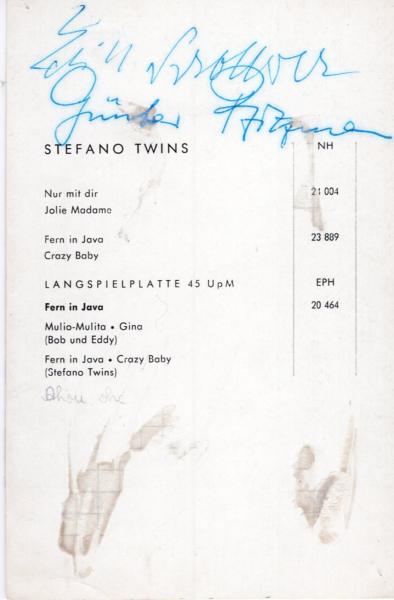 Günter
STEFANO TWINS NH
Nur mit dir 21 004
Jolie Madame
Fern in Java 23 889
Crazy Baby
LANGSPIELPLATTE 45 UpM EPH
Fern in Java 20 464
Mulio-Mulita • Gina
(Bob und Eddy)
Fern in Java • Crazy Baby
(Stefano Twins)